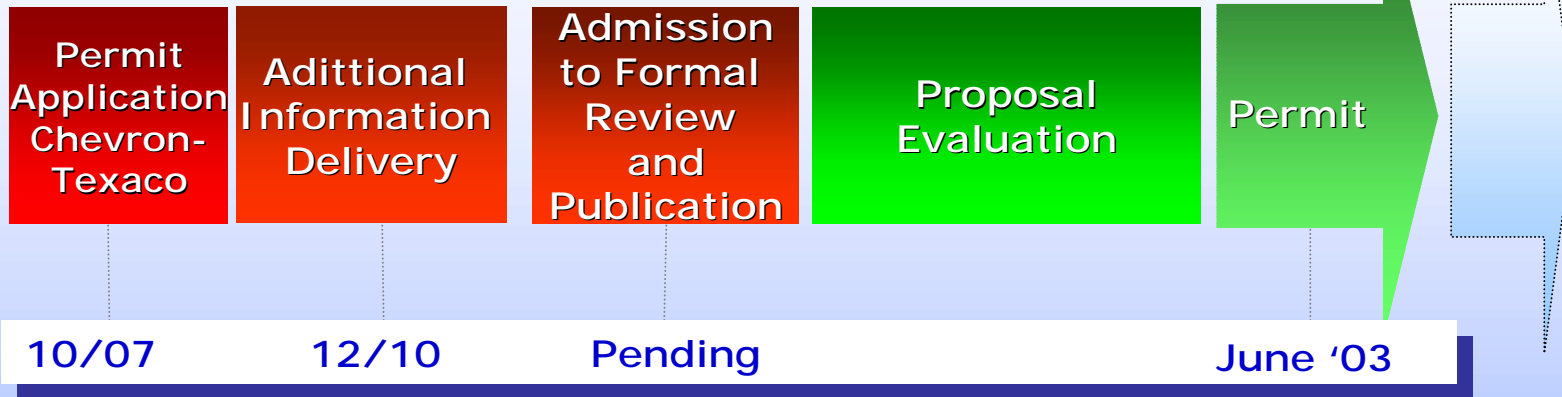 Permit
Application
Chevron-
Texaco
Adittional
Information
Delivery
Admission
to Formal
Review
and
Publication
Proposal
Evaluation
Permit
10/07
12/10
Pending
June ‘03